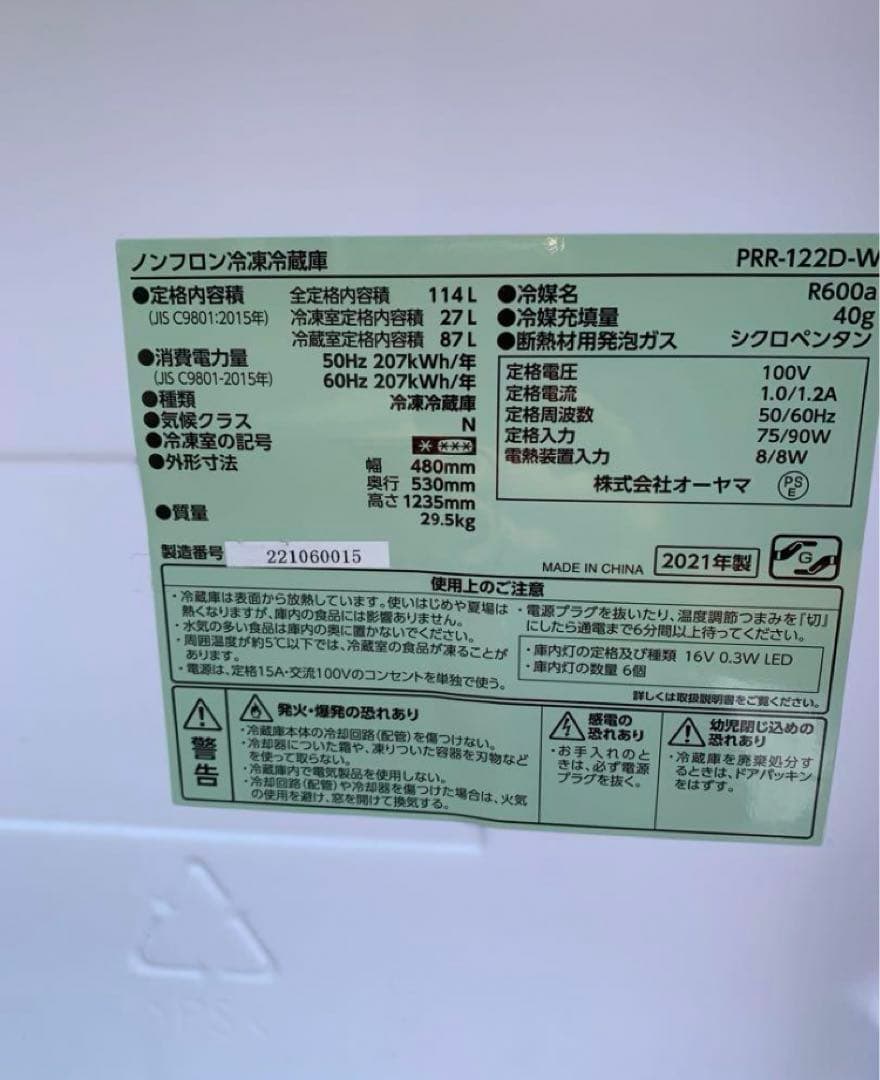 ノンフロン冷凍冷蔵庫 PRR-122D-W
●定格内容積 全定格内容積 114L
(JIS C9801:2015年) 冷凍室定格内容積 27L
冷蔵室定格内容積 87L
●消費電力量 50Hz 207kWh/年
(JIS C9801-2015年) 60Hz 207kWh/年
●種類 冷凍冷蔵庫
●気候クラス N
●冷凍室の記号
●外形寸法 幅 480mm
奥行 530mm
高さ 1235mm
●質量 29.5kg
●冷媒名 R600a
●冷媒充填量 40g
●断熱材用発泡ガス シクロペンタン
定格電圧 100V
定格電流 1.0/1.2A
定格周波数 50/60Hz
定格入力 75/90W
電熱装置入力 8/8W
株式会社オーヤマ PSE
製造番号 221060015
MADE IN CHINA 2021年製 G
使用上のご注意
・冷蔵庫は表面から放熱しています。使いはじめや夏場は
熱くなりますが、庫内の食品には影響ありません。
・水気の多い食品は庫内の奥に置かないでください。
・周囲温度が約5℃以下では、冷蔵室の食品が凍ることが
あります。
・電源は、定格15A・交流100Vのコンセントを単独で使う。
・電源プラグを抜いたり、温度調節つまみを『切』
にしたら通電まで6分間以上待ってください。
・庫内灯の定格及び種類 16V 0.3W LED
・庫内灯の数量 6個
詳しくは取扱説明書をご覧ください。
警告
発火・爆発の恐れあり
・冷蔵庫本体の冷却回路(配管)を傷つけない。
・冷却器についた霜や、凍りついた容器を刃物など
を使って取らない。
・冷蔵庫内で電気製品を使用しない。
・冷却回路(配管)や冷却器を傷つけた場合は、火気
の使用を避け、窓を開けて換気する。
感電の
恐れあり
・お手入れのと
きは、必ず電源
プラグを抜く。
幼児閉じ込めの
恐れあり
・冷蔵庫を廃棄処分す
るときは、ドアパッキン
をはずす。